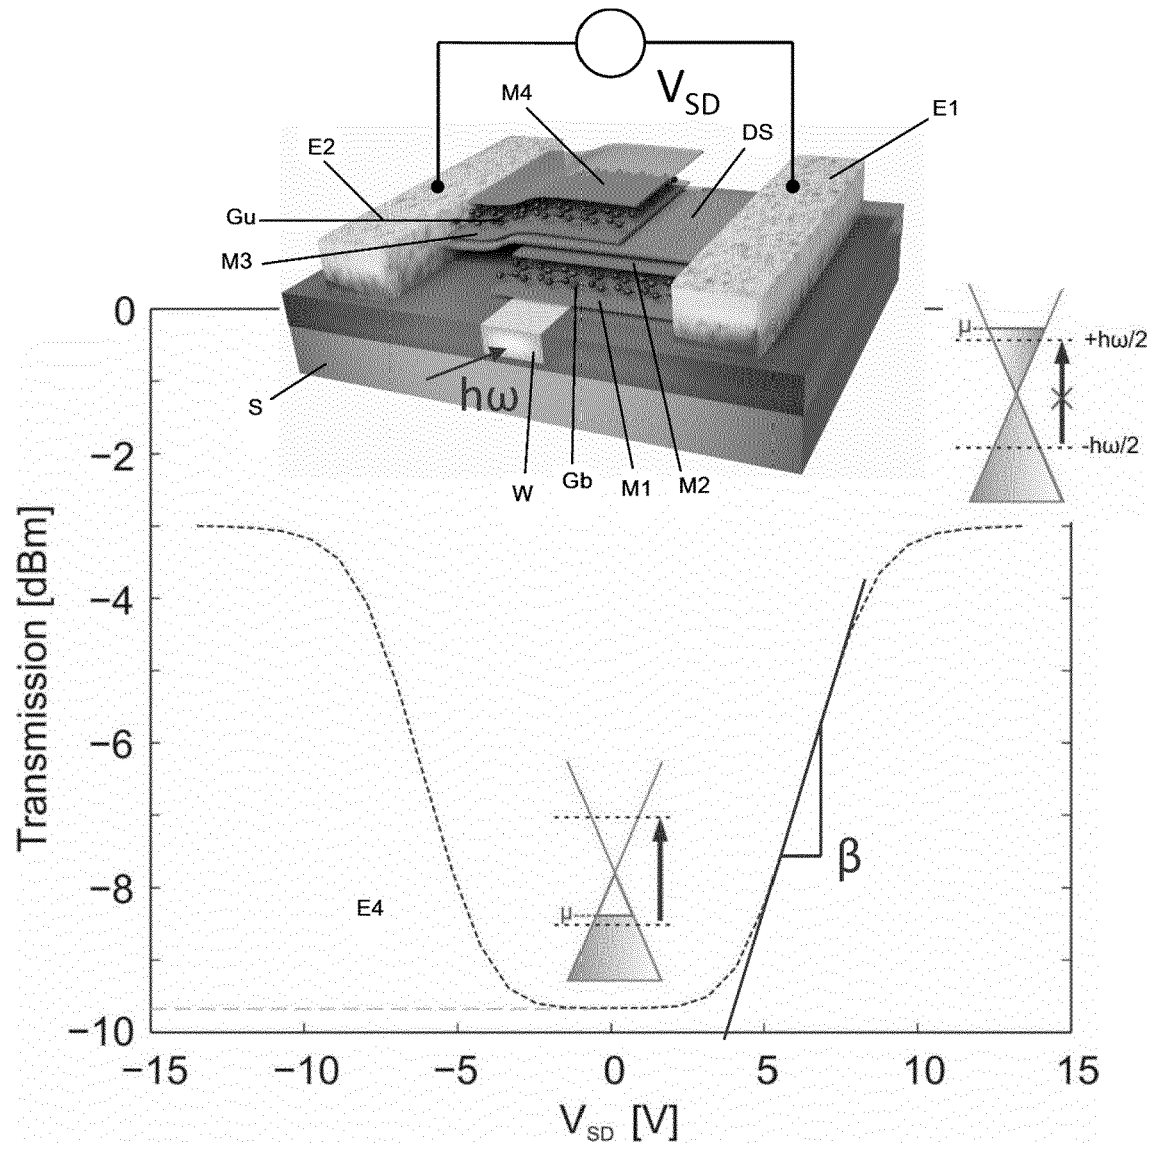 V_SD
M4
E1
DS
E2
Gu
M3
hω
S
W
Gb
M1
M2
μ
+hω/2
-hω/2
0
−2
−4
−6
−8
−10
Transmission [dBm]
β
E4
μ
−15
−10
−5
0
5
10
15
V_SD [V]